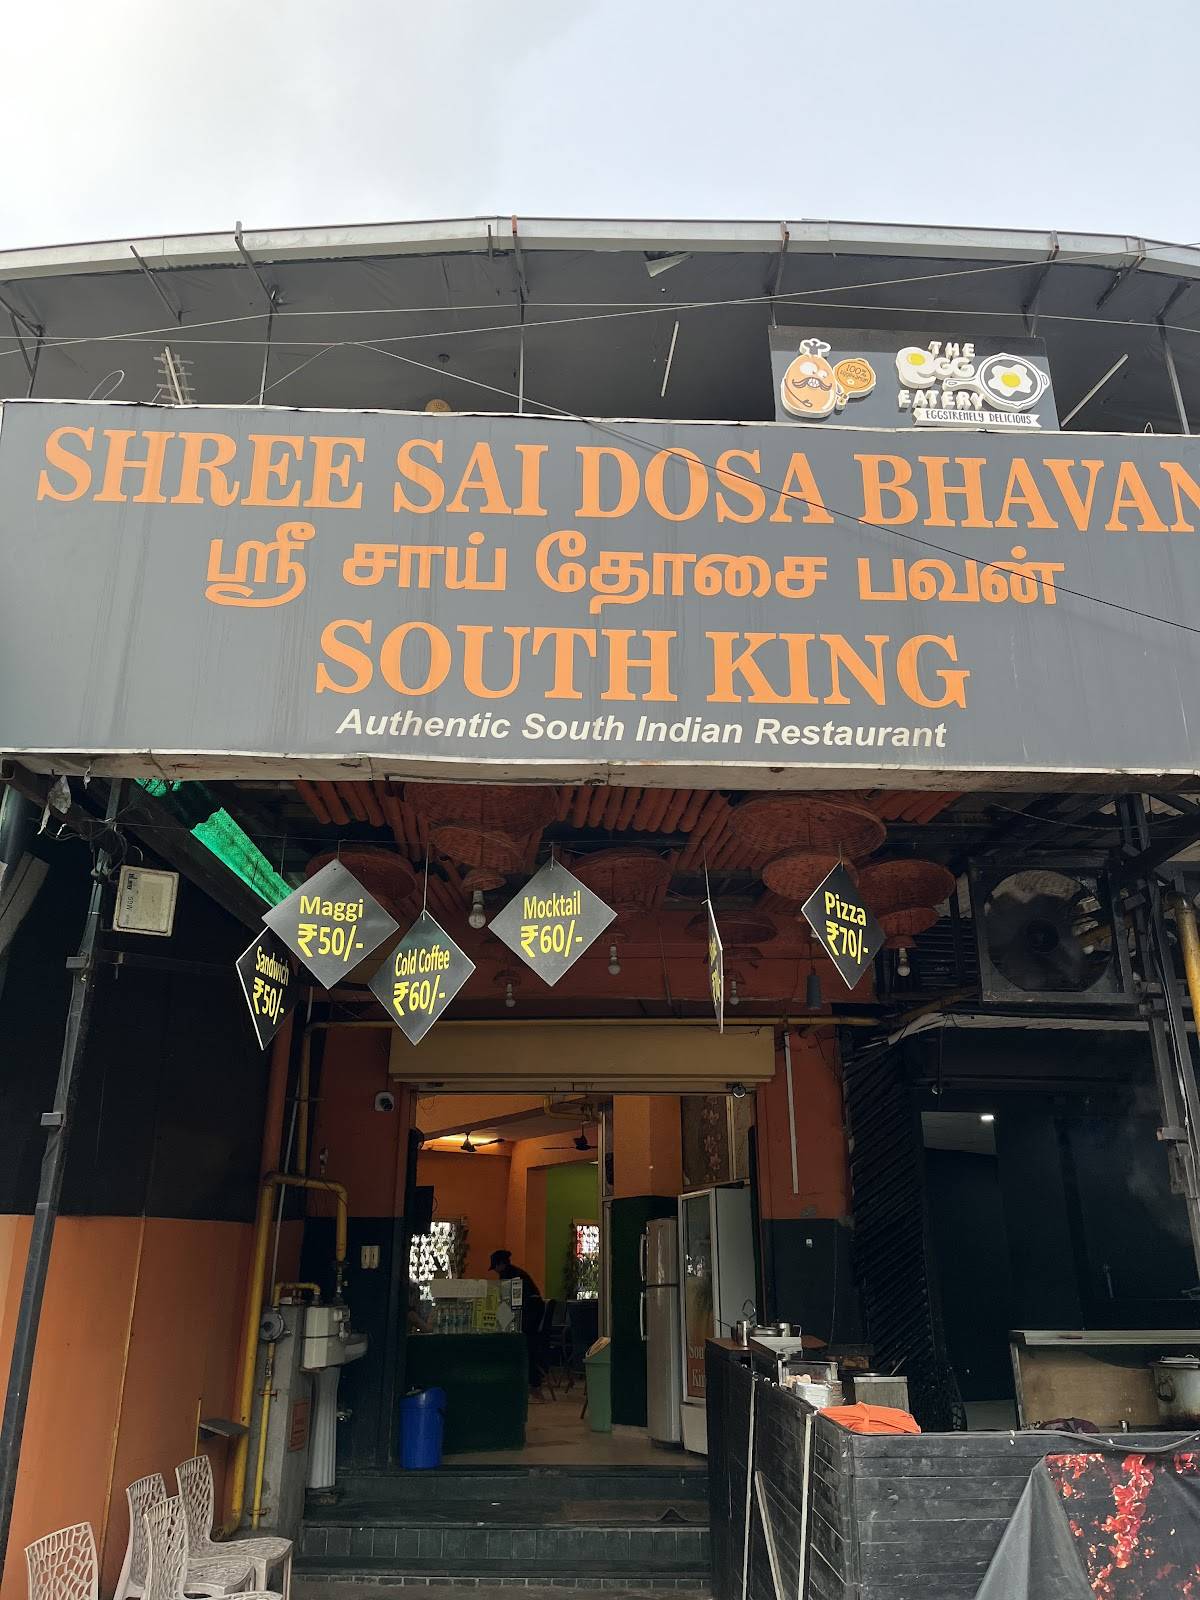 THE
EGG
EATERY
EGGSTREMELY DELICIOUS
100%
SHREE SAI DOSA BHAVAN
ஸ்ரீ சாய் தோசை பவன்
SOUTH KING
Authentic South Indian Restaurant
Maggi
₹50/-
Sandwich
₹50/-
Cold Coffee
₹60/-
Mocktail
₹60/-
Pizza
₹70/-